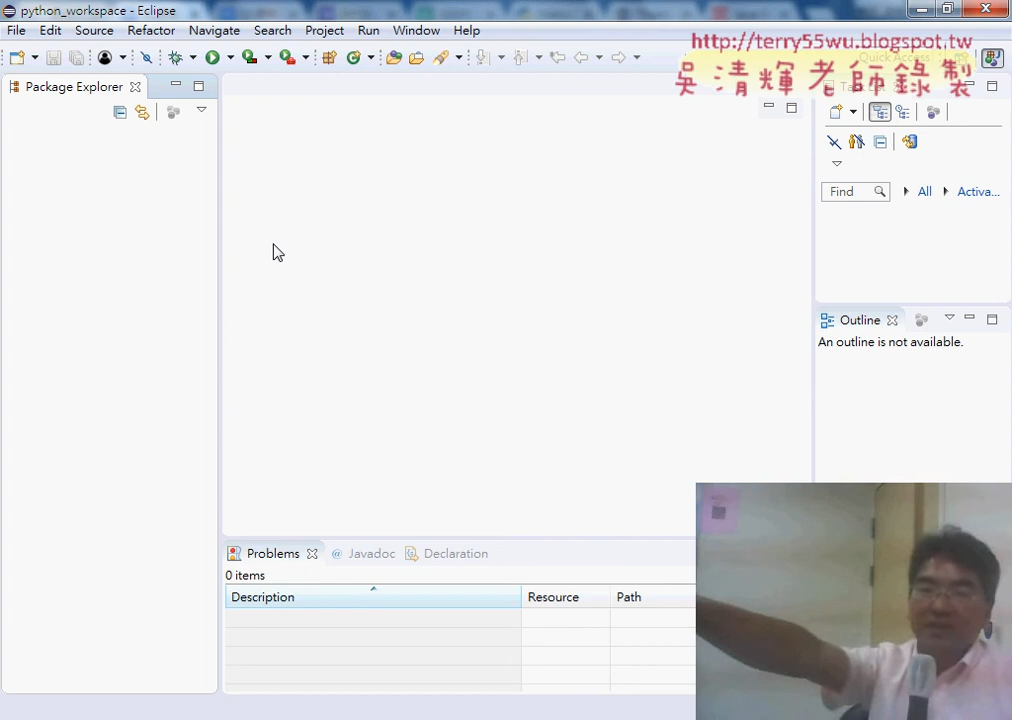 python_workspace - Eclipse
File Edit Source Refactor Navigate Search Project Run Window Help
http://terry55wu.blogspot.tw
Quick Access
吳清輝老師錄製
Package Explorer
Find
All
Activa...
Outline
An outline is not available.
Problems
@ Javadoc
Declaration
0 items
Description
Resource
Path